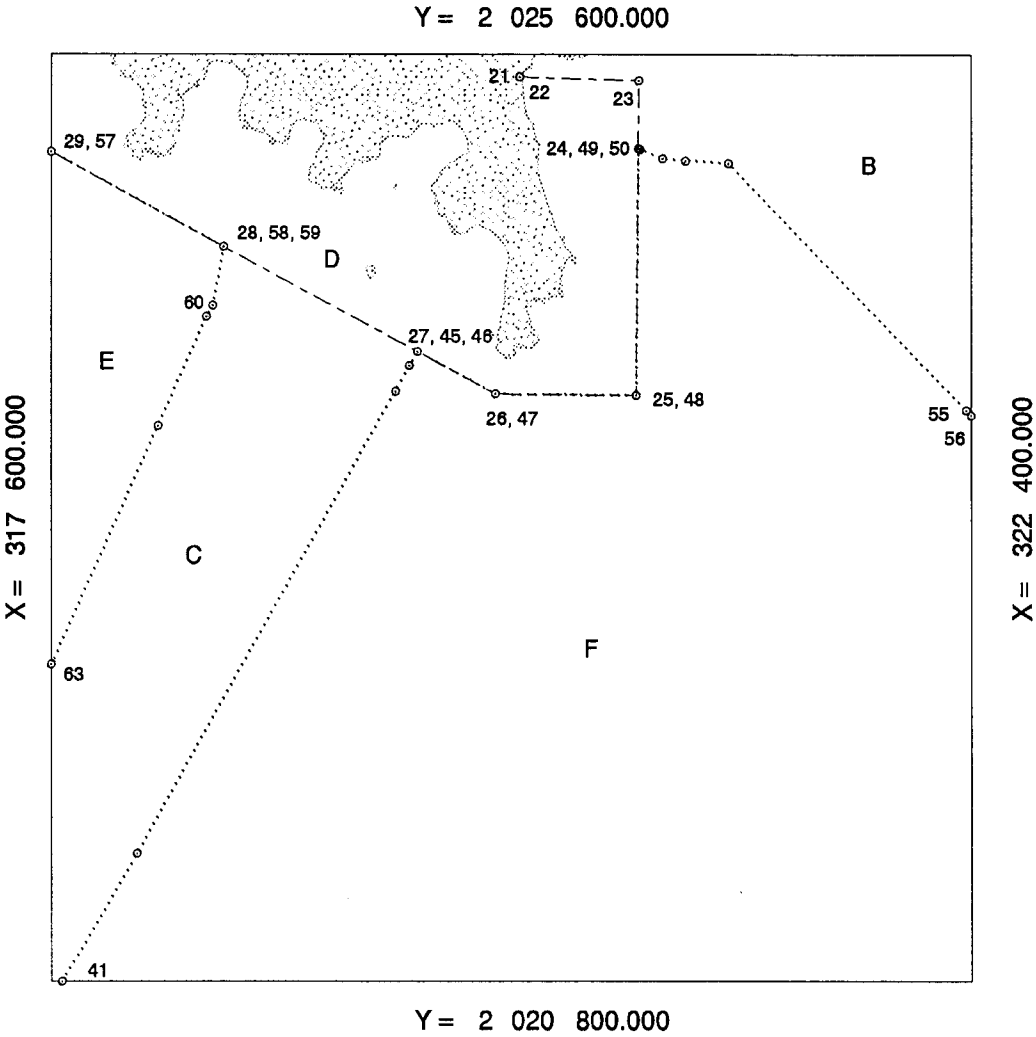 Y = 2 025 600.000
21
22
23
29, 57
24, 49, 50
B
28, 58, 59
D
60
27, 45, 46
E
25, 48
26, 47
55
56
X = 317 600.000
X = 322 400.000
C
F
63
41
Y = 2 020 800.000